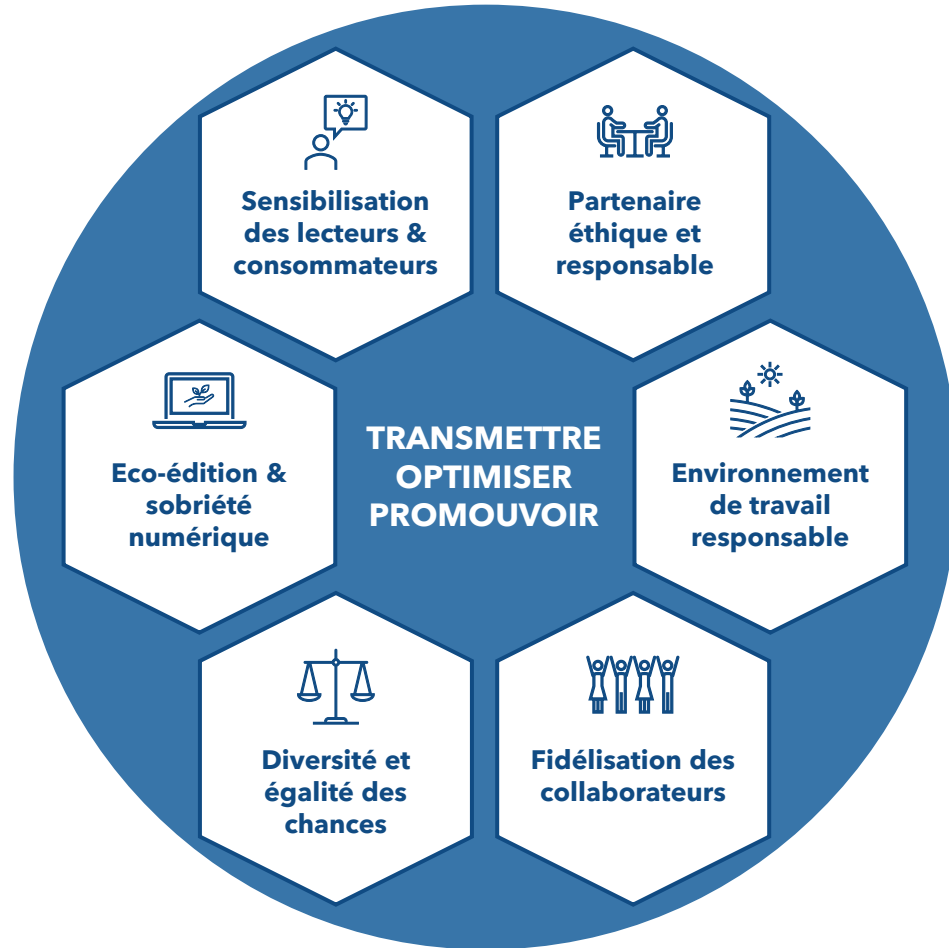 Sensibilisation
des lecteurs &
consommateurs
Partenaire
éthique et
responsable
Eco-édition &
sobriété
numérique
TRANSMETTRE
OPTIMISER
PROMOUVOIR
Environnement
de travail
responsable
Diversité et
égalité des
chances
Fidélisation des
collaborateurs